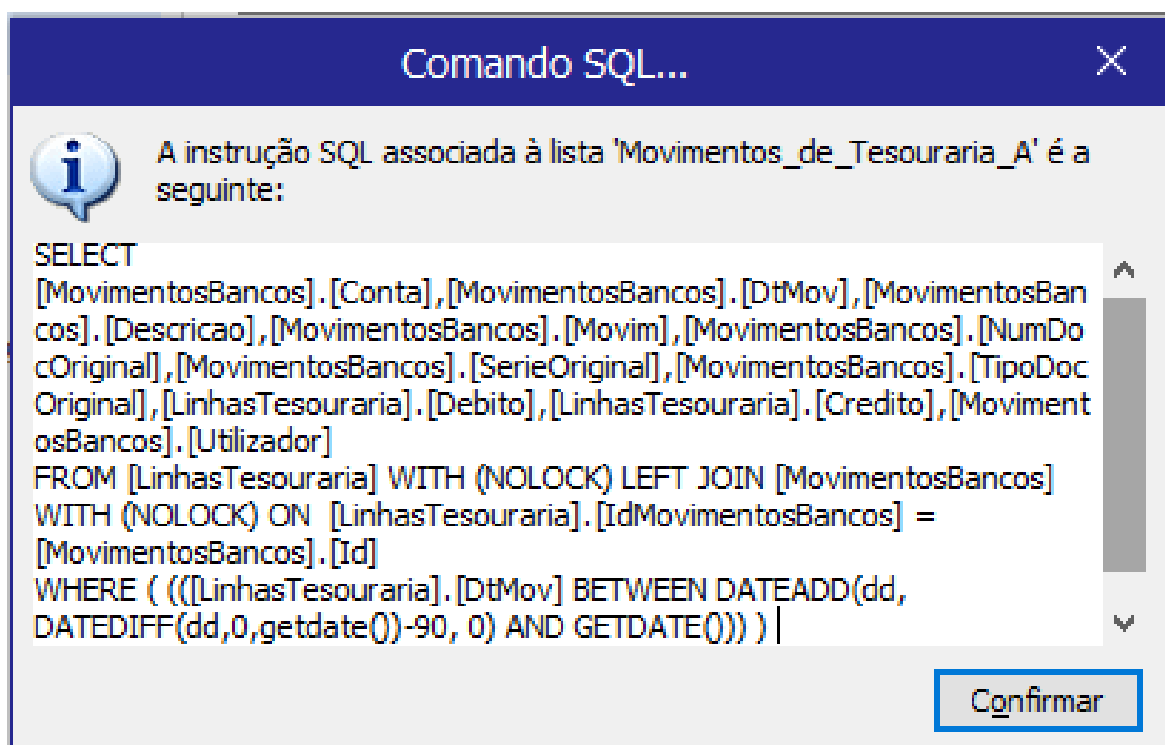 Comando SQL...
A instrução SQL associada à lista 'Movimentos_de_Tesouraria_A' é a
seguinte:
SELECT
[MovimentosBancos].[Conta],[MovimentosBancos].[DtMov],[MovimentosBan
cos].[Descricao],[MovimentosBancos].[Movim],[MovimentosBancos].[NumDo
cOriginal],[MovimentosBancos].[SerieOriginal],[MovimentosBancos].[TipoDoc
Original],[LinhasTesouraria].[Debito],[LinhasTesouraria].[Credito],[Moviment
osBancos].[Utilizador]
FROM [LinhasTesouraria] WITH (NOLOCK) LEFT JOIN [MovimentosBancos]
WITH (NOLOCK) ON  [LinhasTesouraria].[IdMovimentosBancos] =
[MovimentosBancos].[Id]
WHERE ( ((([LinhasTesouraria].[DtMov] BETWEEN DATEADD(dd,
DATEDIFF(dd,0,getdate())-90, 0) AND GETDATE())) )
Confirmar